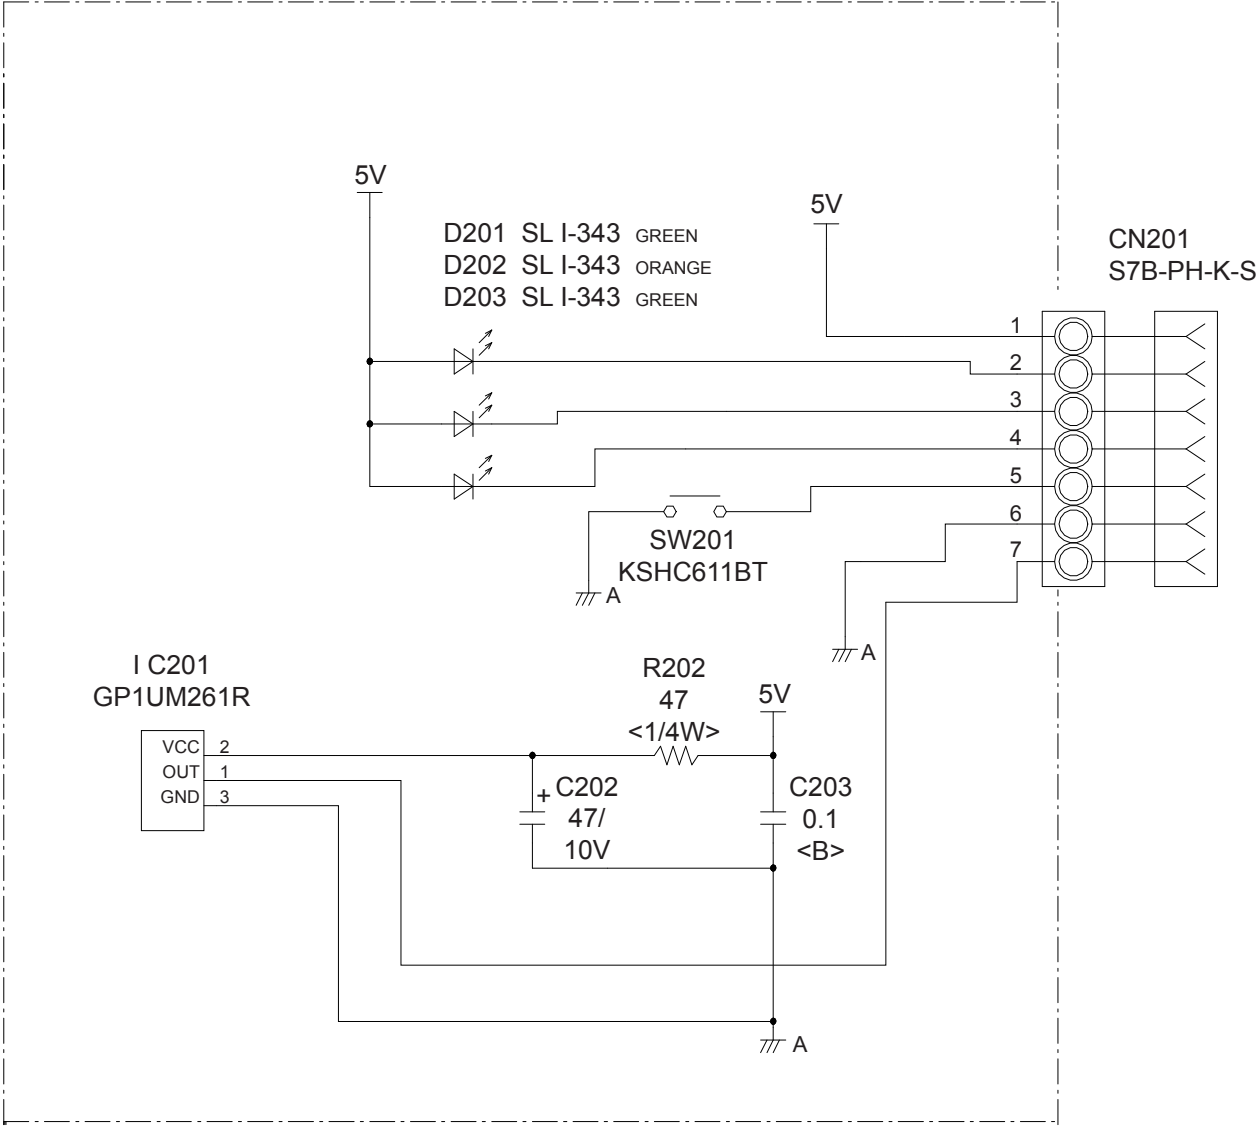 5V
5V
D201 SL I-343 GREEN
D202 SL I-343 ORANGE
D203 SL I-343 GREEN
CN201
S7B-PH-K-S
1
2
3
4
5
6
7
SW201
KSHC611BT
A
A
I C201
GP1UM261R
R202
47
<1/4W>
5V
VCC 2
OUT 1
GND 3
+ C202
47/
10V
C203
0.1
<B>
A